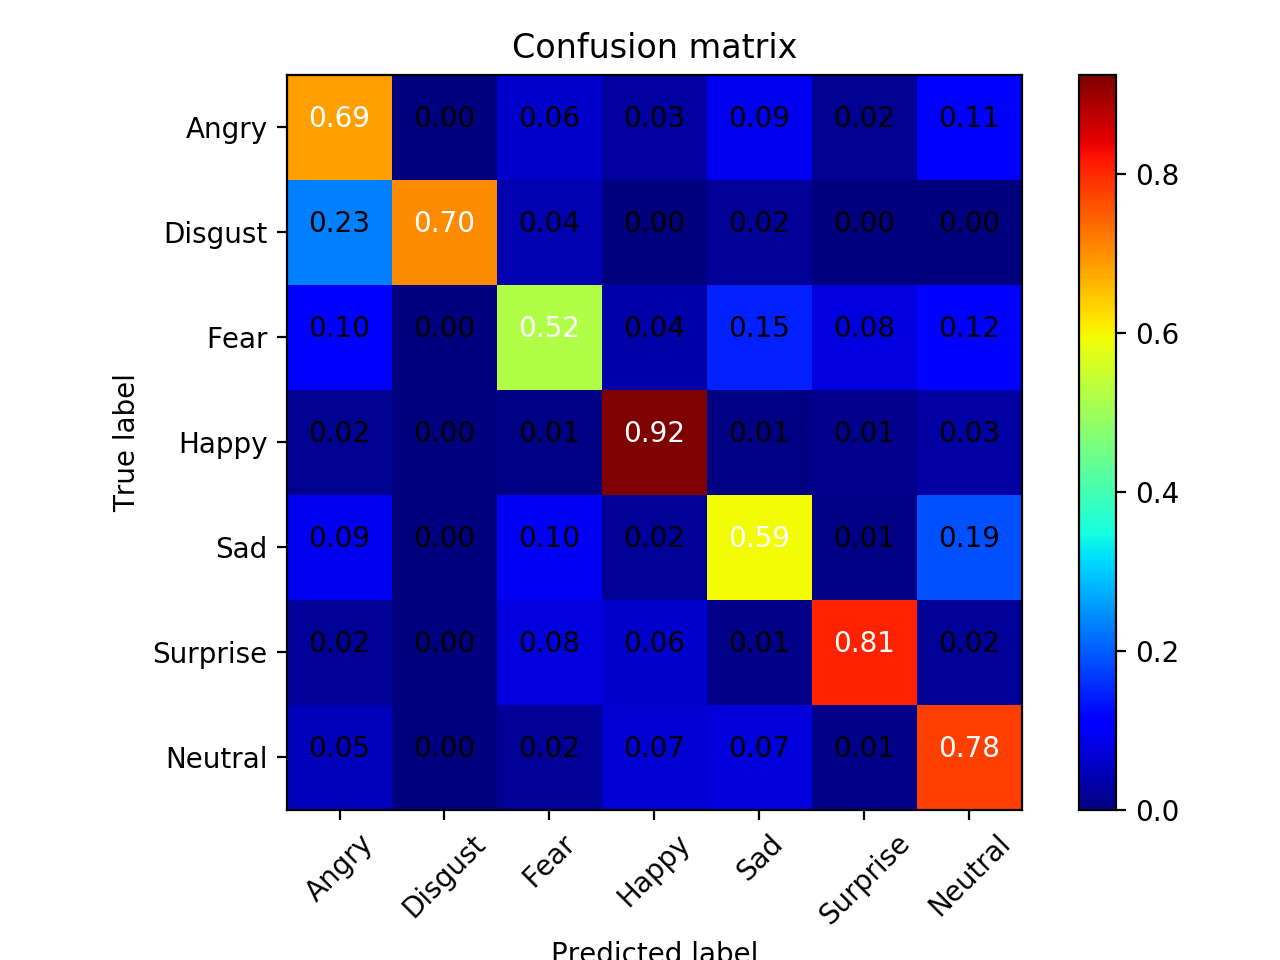 Confusion matrix
Angry 0.69 0.00 0.06 0.03 0.09 0.02 0.11
Disgust 0.23 0.70 0.04 0.00 0.02 0.00 0.00
Fear 0.10 0.00 0.52 0.04 0.15 0.08 0.12
Happy 0.02 0.00 0.01 0.92 0.01 0.01 0.03
Sad 0.09 0.00 0.10 0.02 0.59 0.01 0.19
Surprise 0.02 0.00 0.08 0.06 0.01 0.81 0.02
Neutral 0.05 0.00 0.02 0.07 0.07 0.01 0.78
True label
Angry Disgust Fear Happy Sad Surprise Neutral
Predicted label
0.8
0.6
0.4
0.2
0.0